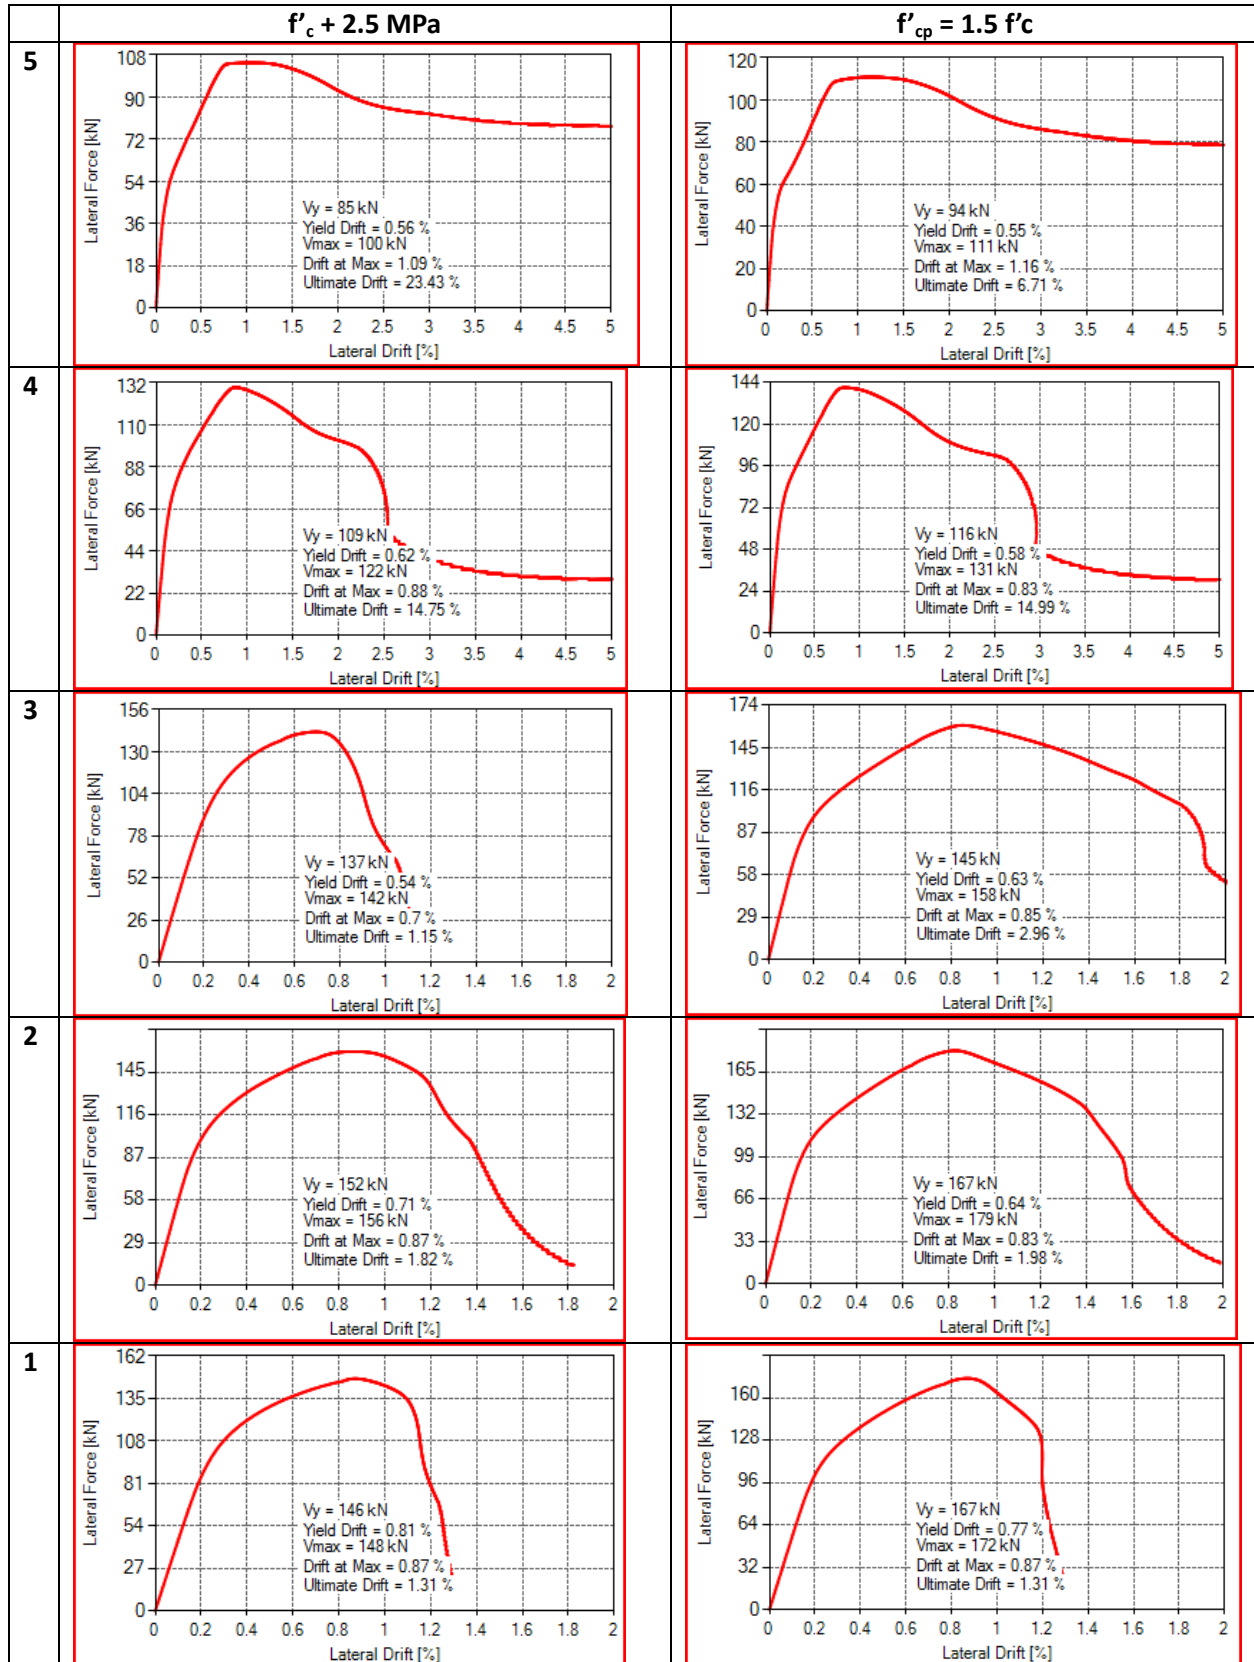 f'c + 2.5 MPa
f'cp = 1.5 f'c
5
108
90
72
54
36
18
0
Lateral Force [kN]
Vy = 85 kN
Yield Drift = 0.56 %
Vmax = 100 kN
Drift at Max = 1.09 %
Ultimate Drift = 23.43 %
0 0.5 1 1.5 2 2.5 3 3.5 4 4.5 5
Lateral Drift [%]
120
100
80
60
40
20
0
Lateral Force [kN]
Vy = 94 kN
Yield Drift = 0.55 %
Vmax = 111 kN
Drift at Max = 1.16 %
Ultimate Drift = 6.71 %
0 0.5 1 1.5 2 2.5 3 3.5 4 4.5 5
Lateral Drift [%]
4
132
110
88
66
44
22
0
Lateral Force [kN]
Vy = 109 kN
Yield Drift = 0.62 %
Vmax = 122 kN
Drift at Max = 0.88 %
Ultimate Drift = 14.75 %
0 0.5 1 1.5 2 2.5 3 3.5 4 4.5 5
Lateral Drift [%]
144
120
96
72
48
24
0
Lateral Force [kN]
Vy = 116 kN
Yield Drift = 0.58 %
Vmax = 131 kN
Drift at Max = 0.83 %
Ultimate Drift = 14.99 %
0 0.5 1 1.5 2 2.5 3 3.5 4 4.5 5
Lateral Drift [%]
3
156
130
104
78
52
26
0
Lateral Force [kN]
Vy = 137 kN
Yield Drift = 0.54 %
Vmax = 142 kN
Drift at Max = 0.7 %
Ultimate Drift = 1.15 %
0 0.2 0.4 0.6 0.8 1 1.2 1.4 1.6 1.8 2
Lateral Drift [%]
174
145
116
87
58
29
0
Lateral Force [kN]
Vy = 145 kN
Yield Drift = 0.63 %
Vmax = 158 kN
Drift at Max = 0.85 %
Ultimate Drift = 2.96 %
0 0.2 0.4 0.6 0.8 1 1.2 1.4 1.6 1.8 2
Lateral Drift [%]
2
145
116
87
58
29
0
Lateral Force [kN]
Vy = 152 kN
Yield Drift = 0.71 %
Vmax = 156 kN
Drift at Max = 0.87 %
Ultimate Drift = 1.82 %
0 0.2 0.4 0.6 0.8 1 1.2 1.4 1.6 1.8 2
Lateral Drift [%]
165
132
99
66
33
0
Lateral Force [kN]
Vy = 167 kN
Yield Drift = 0.64 %
Vmax = 179 kN
Drift at Max = 0.83 %
Ultimate Drift = 1.98 %
0 0.2 0.4 0.6 0.8 1 1.2 1.4 1.6 1.8 2
Lateral Drift [%]
1
162
135
108
81
54
27
0
Lateral Force [kN]
Vy = 146 kN
Yield Drift = 0.81 %
Vmax = 148 kN
Drift at Max = 0.87 %
Ultimate Drift = 1.31 %
0 0.2 0.4 0.6 0.8 1 1.2 1.4 1.6 1.8 2
Lateral Drift [%]
160
128
96
64
32
0
Lateral Force [kN]
Vy = 167 kN
Yield Drift = 0.77 %
Vmax = 172 kN
Drift at Max = 0.87 %
Ultimate Drift = 1.31 %
0 0.2 0.4 0.6 0.8 1 1.2 1.4 1.6 1.8 2
Lateral Drift [%]